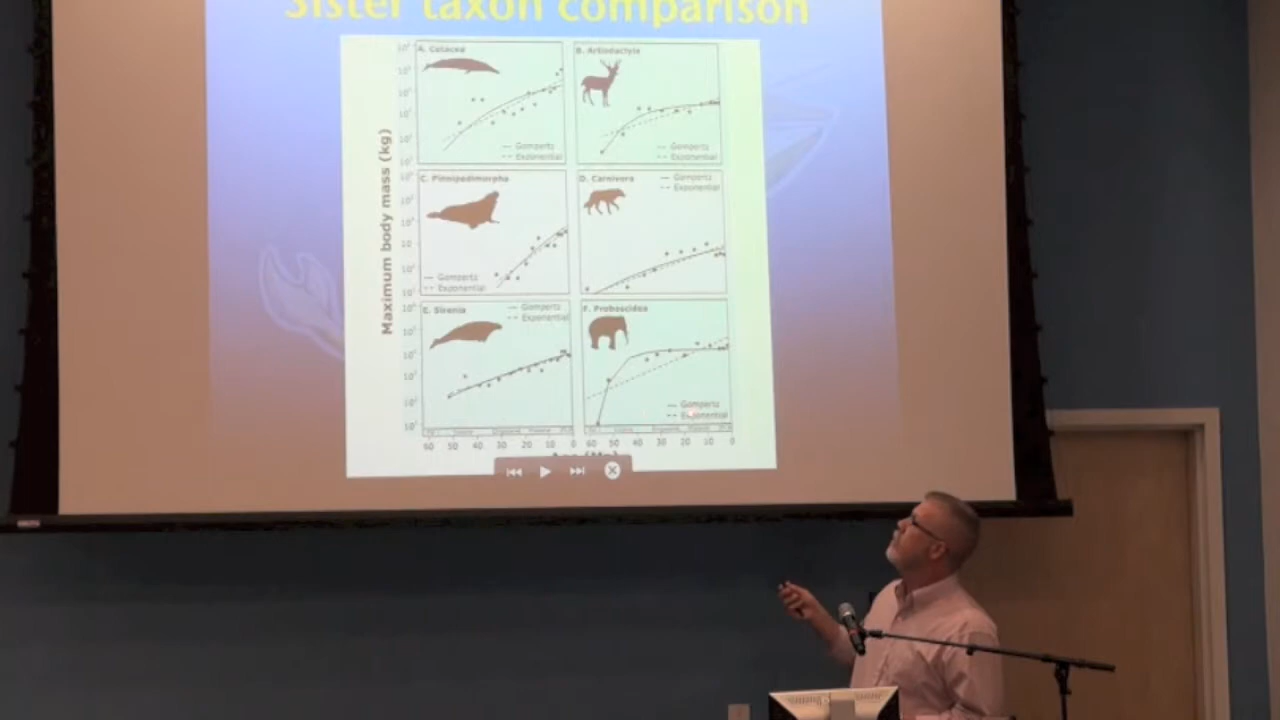 Sister taxon comparison
A. Cetacea
Gompertz
Exponential
B. Artiodactyla
Gompertz
Exponential
C. Pinnipedimorpha
Gompertz
Exponential
D. Carnivora
Gompertz
Exponential
E. Sirenia
Gompertz
Exponential
F. Proboscidea
Gompertz
Exponential
Maximum body mass (kg)
60 50 40 30 20 10 0
60 50 40 30 20 10 0